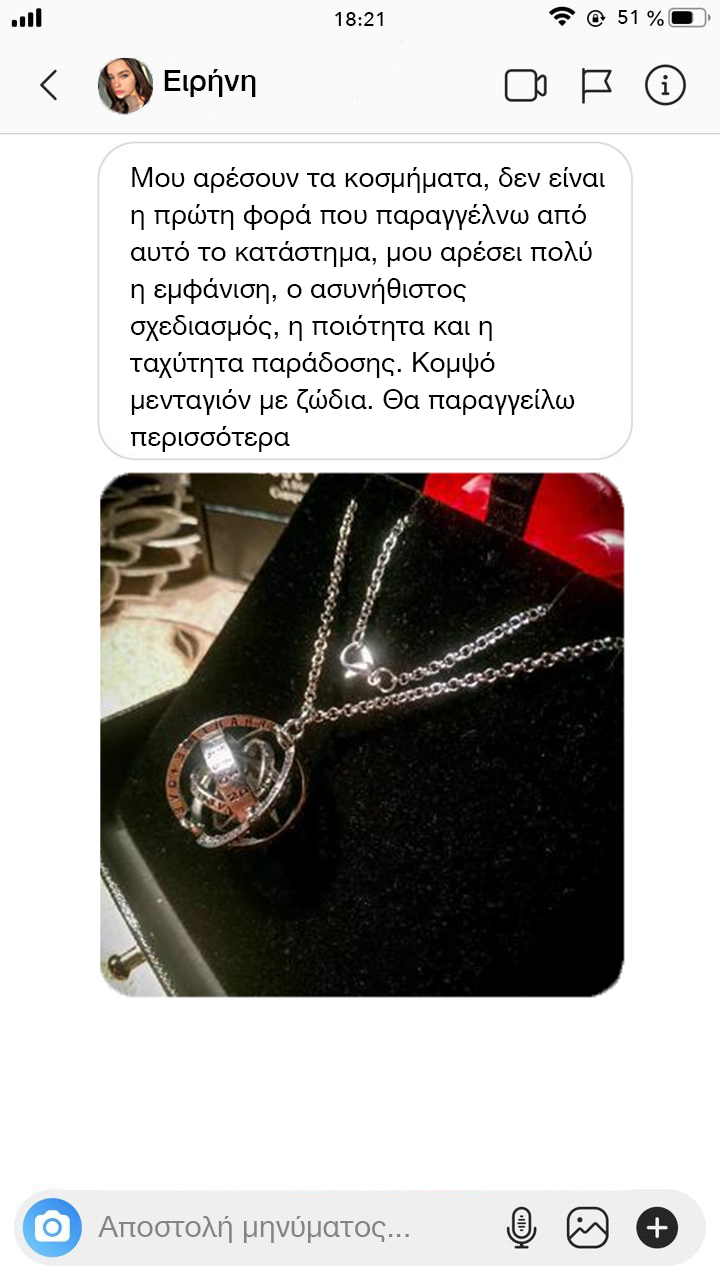 18:21
51 %
Ειρήνη
Μου αρέσουν τα κοσμήματα, δεν είναι
η πρώτη φορά που παραγγέλνω από
αυτό το κατάστημα, μου αρέσει πολύ
η εμφάνιση, ο ασυνήθιστος
σχεδιασμός, η ποιότητα και η
ταχύτητα παράδοσης. Κομψό
μενταγιόν με ζώδια. Θα παραγγείλω
περισσότερα
Αποστολή μηνύματος...